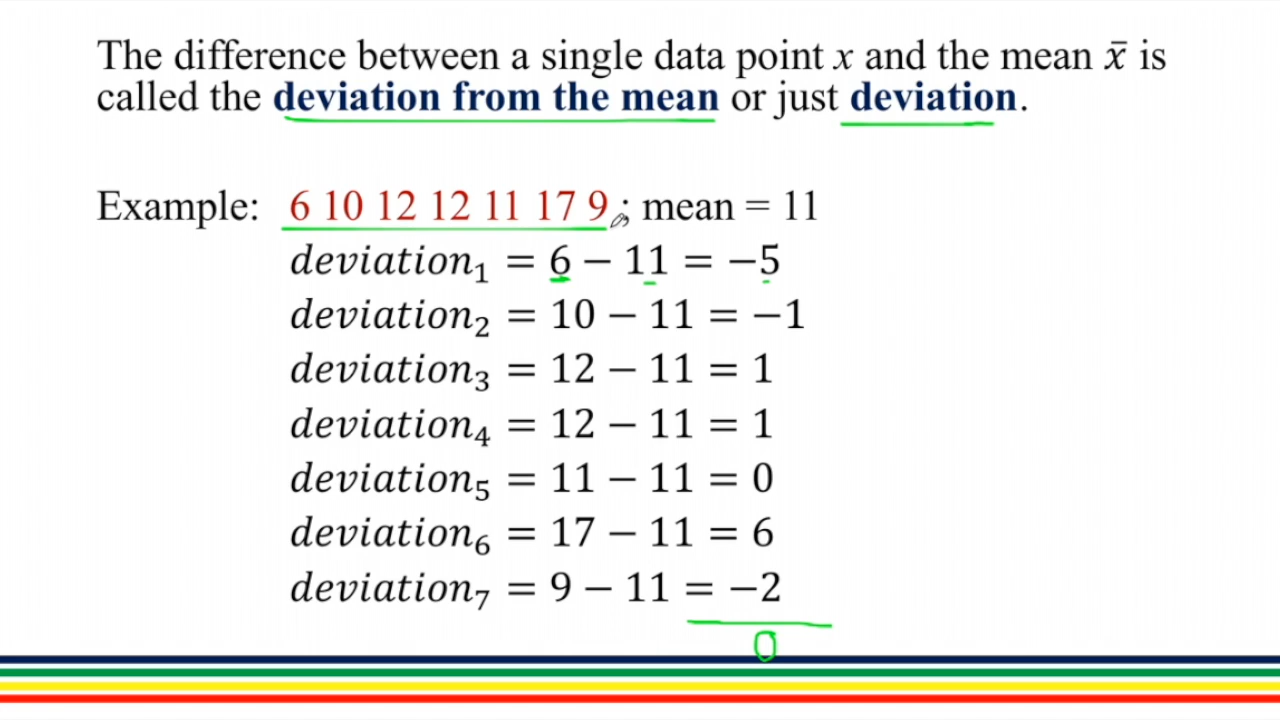 The difference between a single data point x and the mean x̄ is
called the deviation from the mean or just deviation.
Example: 6 10 12 12 11 17 9 ; mean = 11
deviation₁ = 6 − 11 = −5
deviation₂ = 10 − 11 = −1
deviation₃ = 12 − 11 = 1
deviation₄ = 12 − 11 = 1
deviation₅ = 11 − 11 = 0
deviation₆ = 17 − 11 = 6
deviation₇ = 9 − 11 = −2
0